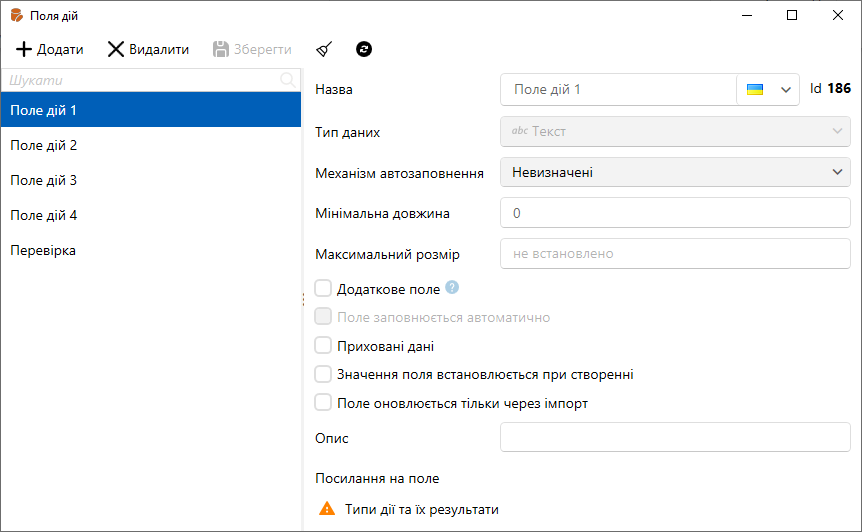 Поля дій
Додати Видалити Зберегти
Шукати
Поле дій 1
Поле дій 2
Поле дій 3
Поле дій 4
Перевірка
Назва Поле дій 1 Id 186
Тип даних abc Текст
Механізм автозаповнення Невизначені
Мінімальна довжина 0
Максимальний розмір не встановлено
Додаткове поле ?
Поле заповнюється автоматично
Приховані дані
Значення поля встановлюється при створенні
Поле оновлюється тільки через імпорт
Опис
Посилання на поле
Типи дії та їх результати